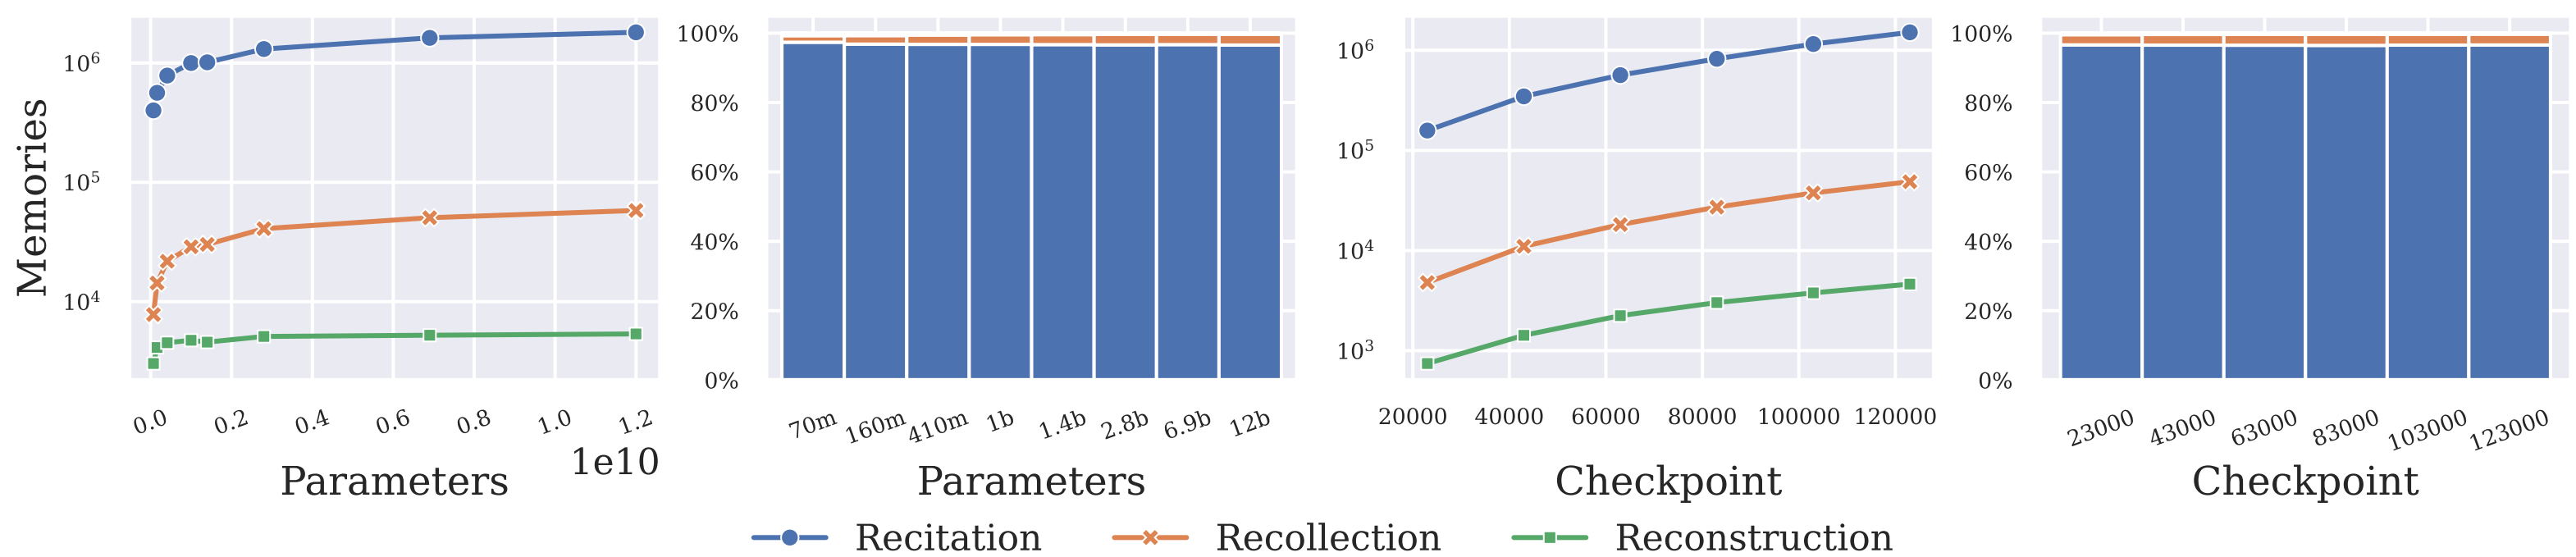 Memories
10^6
10^5
10^4
0.0 0.2 0.4 0.6 0.8 1.0 1.2
1e10
Parameters
100%
80%
60%
40%
20%
0%
70m 160m 410m 1b 1.4b 2.8b 6.9b 12b
Parameters
10^6
10^5
10^4
10^3
20000 40000 60000 80000 100000 120000
Checkpoint
100%
80%
60%
40%
20%
0%
23000 43000 63000 83000 103000 123000
Checkpoint
Recitation Recollection Reconstruction